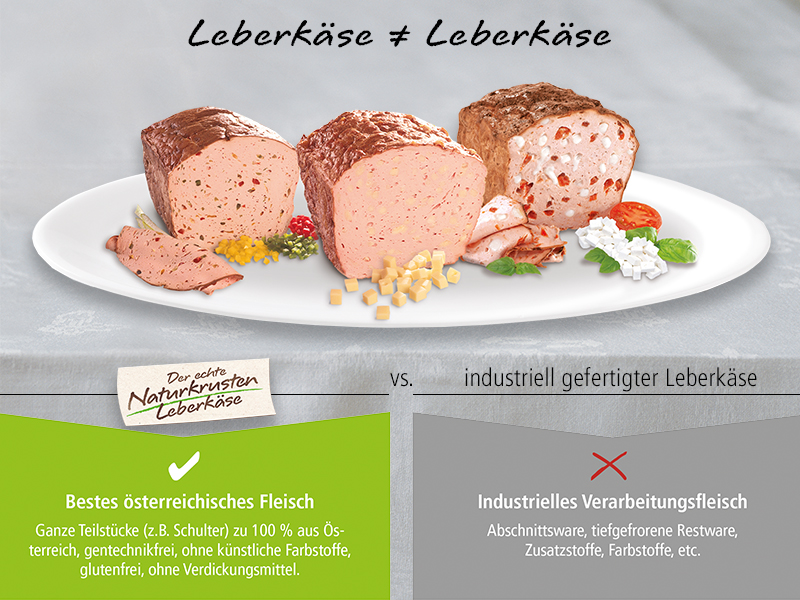 Leberkäse ≠ Leberkäse
Der echte
Naturkrusten
Leberkäse
vs.
industriell gefertigter Leberkäse
Bestes österreichisches Fleisch
Ganze Teilstücke (z.B. Schulter) zu 100 % aus Ös-
terreich, gentechnikfrei, ohne künstliche Farbstoffe,
glutenfrei, ohne Verdickungsmittel.
Industrielles Verarbeitungsfleisch
Abschnittsware, tiefgefrorene Restware,
Zusatzstoffe, Farbstoffe, etc.